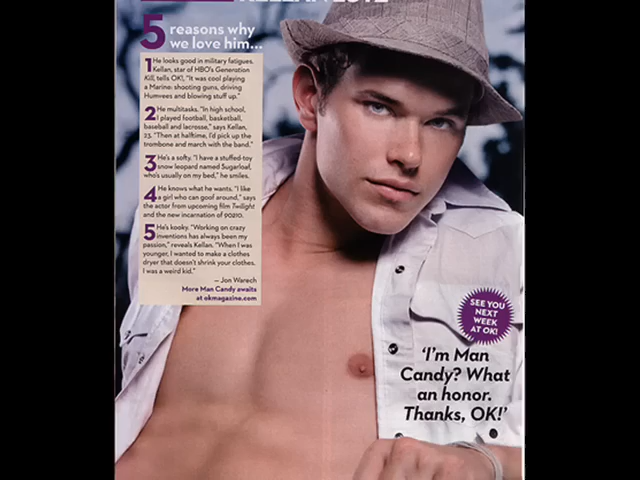 5 reasons why
we love him...
1 He looks good in military fatigues.
Kellan, star of HBO's Generation
Kill, tells OK!, "It was cool playing
a Marine: shooting guns, driving
Humvees and blowing stuff up."
2 He multitasks. "In high school,
I played football, basketball,
baseball and lacrosse," says Kellan,
23. "Then at halftime, I'd pick up the
trombone and march with the band."
3 He's a softy. "I have a stuffed-toy
snow leopard named Sugarloaf,
who's usually on my bed," he smiles.
4 He knows what he wants. "I like
a girl who can goof around," says
the actor from upcoming film Twilight
and the new incarnation of 90210.
5 He's kooky. "Working on crazy
inventions has always been my
passion," reveals Kellan. "When I was
younger, I wanted to make a clothes
dryer that doesn't shrink your clothes.
I was a weird kid."
— Jon Warech
More Man Candy awaits
at okmagazine.com
SEE YOU
NEXT
WEEK
AT OK!
'I'm Man
Candy? What
an honor.
Thanks, OK!'